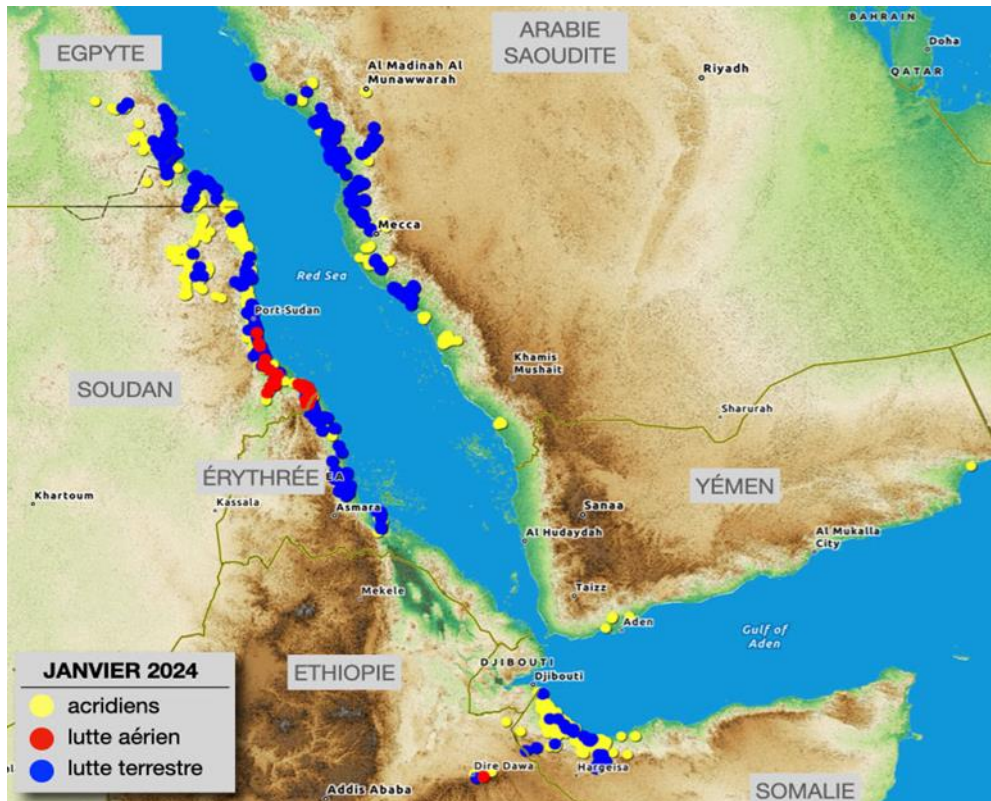 BAHRAIN
ARABIE
SAOUDITE
EGPYTE
Doha
Al Madinah Al
Munawwarah
Riyadh
QATAR
Mecca
Red Sea
Port-Sudan
Khamis
Mushait
SOUDAN
Sharurah
ÉRYTHRÉE
EA
YÉMEN
Khartoum
Kassala
Asmara
Sanaa
Al Hudaydah
Al Mukalla
City
Mekele
Taizz
Aden
Gulf of
Aden
DJIBOUTI
ETHIOPIE
Djibouti
JANVIER 2024
acridiens
lutte aérien
lutte terrestre
Dire Dawa
Hargeisa
Addis Ababa
SOMALIE